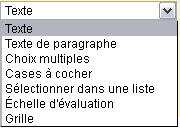 Texte
Texte
Texte de paragraphe
Choix multiples
Cases à cocher
Sélectionner dans une liste
Échelle d'évaluation
Grille